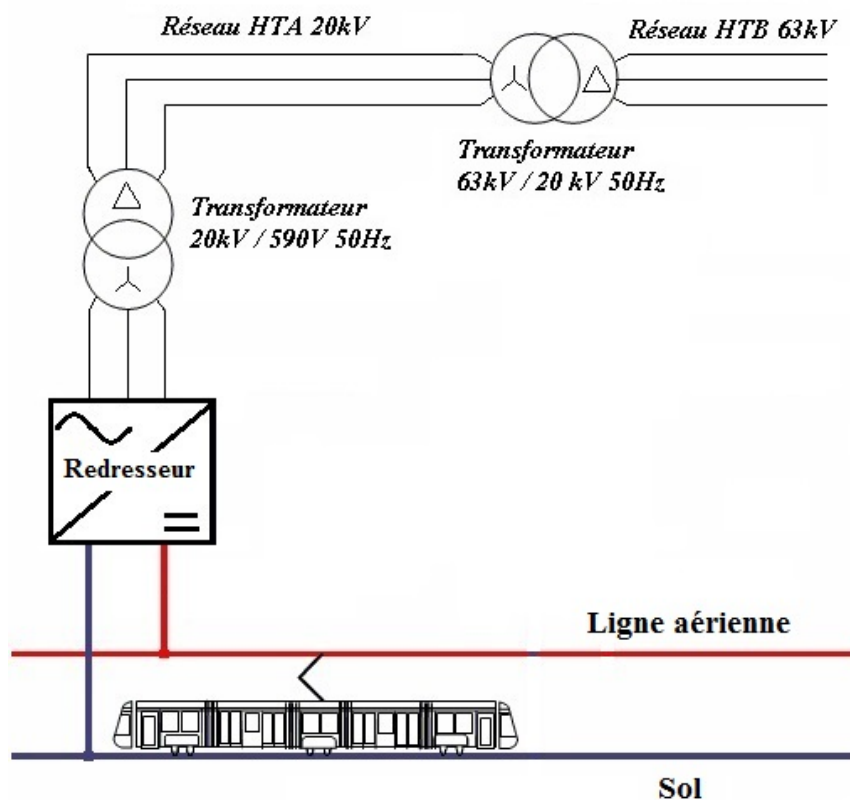 Réseau HTA 20kV
Réseau HTB 63kV
Transformateur
63kV / 20 kV 50Hz
Transformateur
20kV / 590V 50Hz
Redresseur
Ligne aérienne
Sol